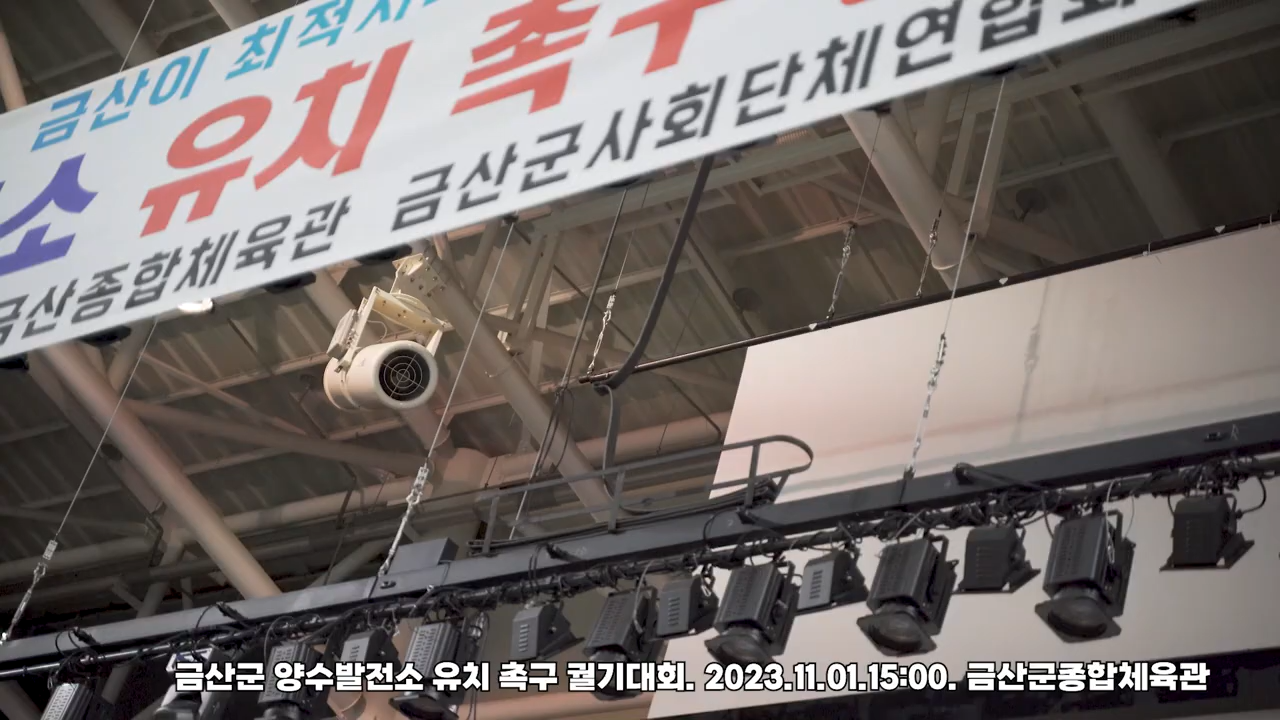 금산이 최적지
소 유치 촉구
금산종합체육관 금산군사회단체연합회
금산군 양수발전소 유치 촉구 궐기대회. 2023.11.01.15:00. 금산군종합체육관